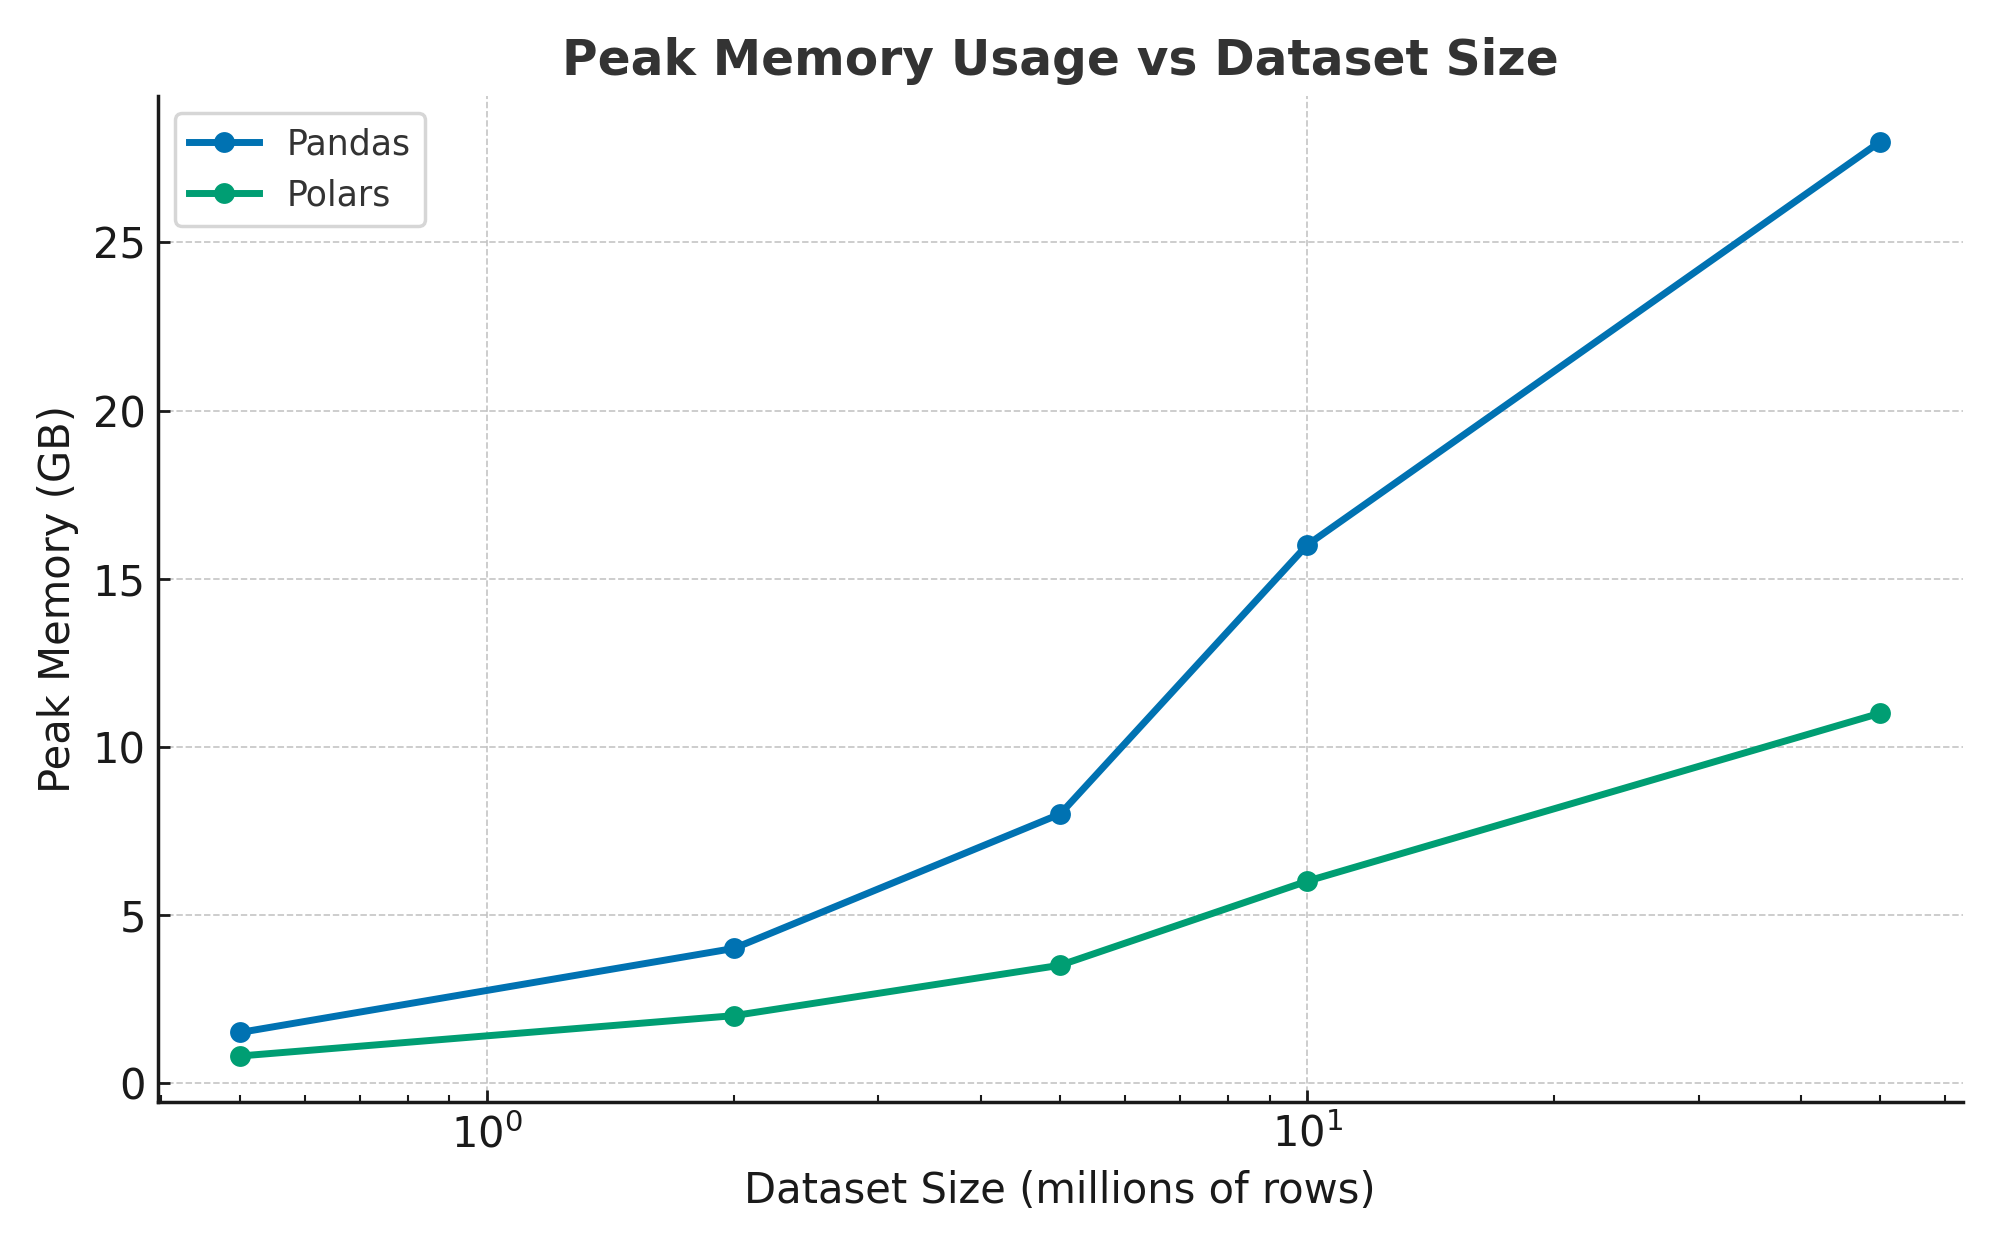 Peak Memory Usage vs Dataset Size
Pandas
Polars
25
20
15
10
5
0
Peak Memory (GB)
10⁰
10¹
Dataset Size (millions of rows)